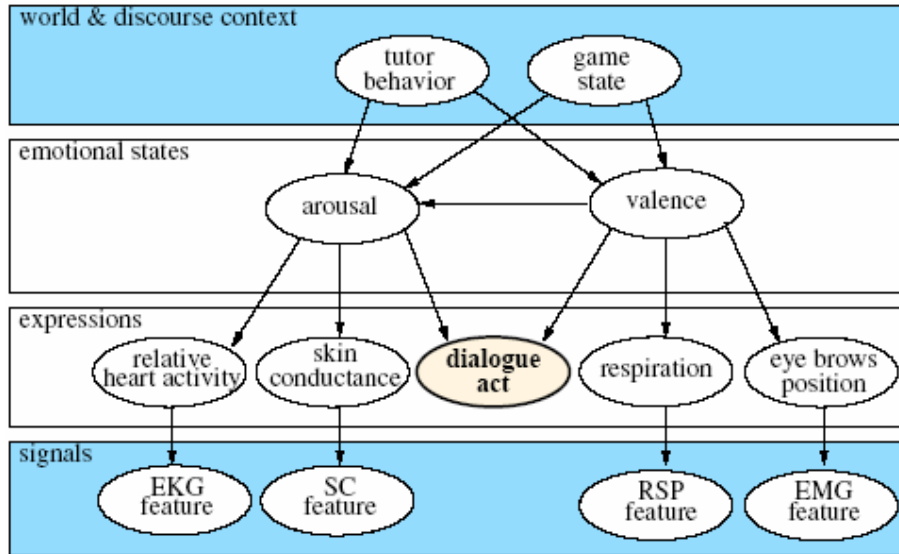 world & discourse context
tutor
behavior
game
state
emotional states
arousal
valence
expressions
relative
heart activity
skin
conductance
dialogue
act
respiration
eye brows
position
signals
EKG
feature
SC
feature
RSP
feature
EMG
feature